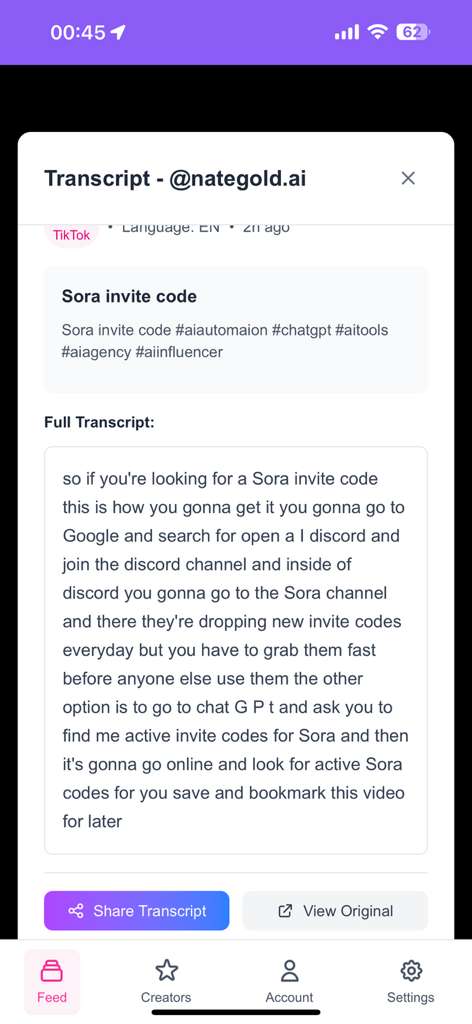 00:45
62
Transcript - @nategold.ai
TikTok • Language: EN • 2h ago
Sora invite code
Sora invite code #aiautomaion #chatgpt #aitools
#aiagency #aiinfluencer
Full Transcript:
so if you're looking for a Sora invite code
this is how you gonna get it you gonna go to
Google and search for open a I discord and
join the discord channel and inside of
discord you gonna go to the Sora channel
and there they're dropping new invite codes
everyday but you have to grab them fast
before anyone else use them the other
option is to go to chat G P t and ask you to
find me active invite codes for Sora and then
it's gonna go online and look for active Sora
codes for you save and bookmark this video
for later
Share Transcript
View Original
Feed
Creators
Account
Settings